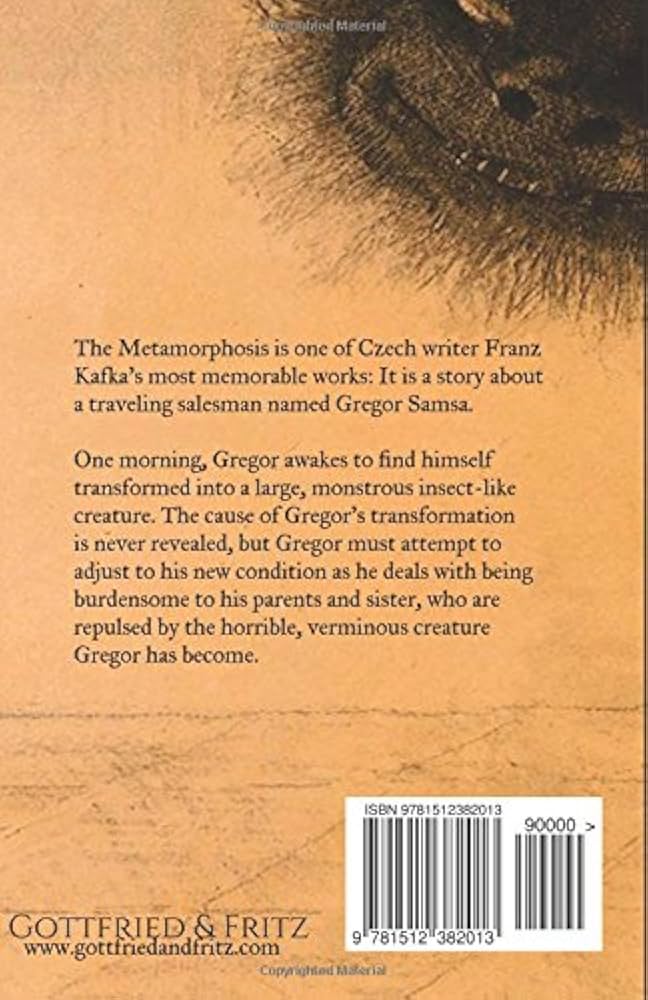 Copyrighted Material
The Metamorphosis is one of Czech writer Franz
Kafka's most memorable works: It is a story about
a traveling salesman named Gregor Samsa.
One morning, Gregor awakes to find himself
transformed into a large, monstrous insect-like
creature. The cause of Gregor's transformation
is never revealed, but Gregor must attempt to
adjust to his new condition as he deals with being
burdensome to his parents and sister, who are
repulsed by the horrible, verminous creature
Gregor has become.
ISBN 9781512382013
90000 >
9 781512 382013
GOTTFRIED & FRITZ
www.gottfriedandfritz.com
Copyrighted Material